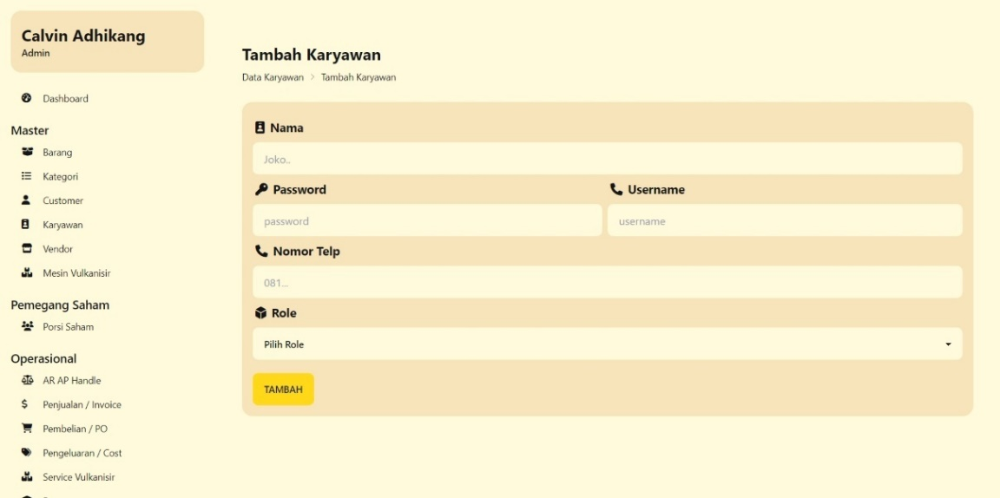 Calvin Adhikang
Admin
Dashboard
Master
Barang
Kategori
Customer
Karyawan
Vendor
Mesin Vulkanisir
Pemegang Saham
Porsi Saham
Operasional
AR AP Handle
Penjualan / Invoice
Pembelian / PO
Pengeluaran / Cost
Service Vulkanisir
Tambah Karyawan
Data Karyawan > Tambah Karyawan
Nama
Joko..
Password Username
password username
Nomor Telp
081...
Role
Pilih Role
TAMBAH